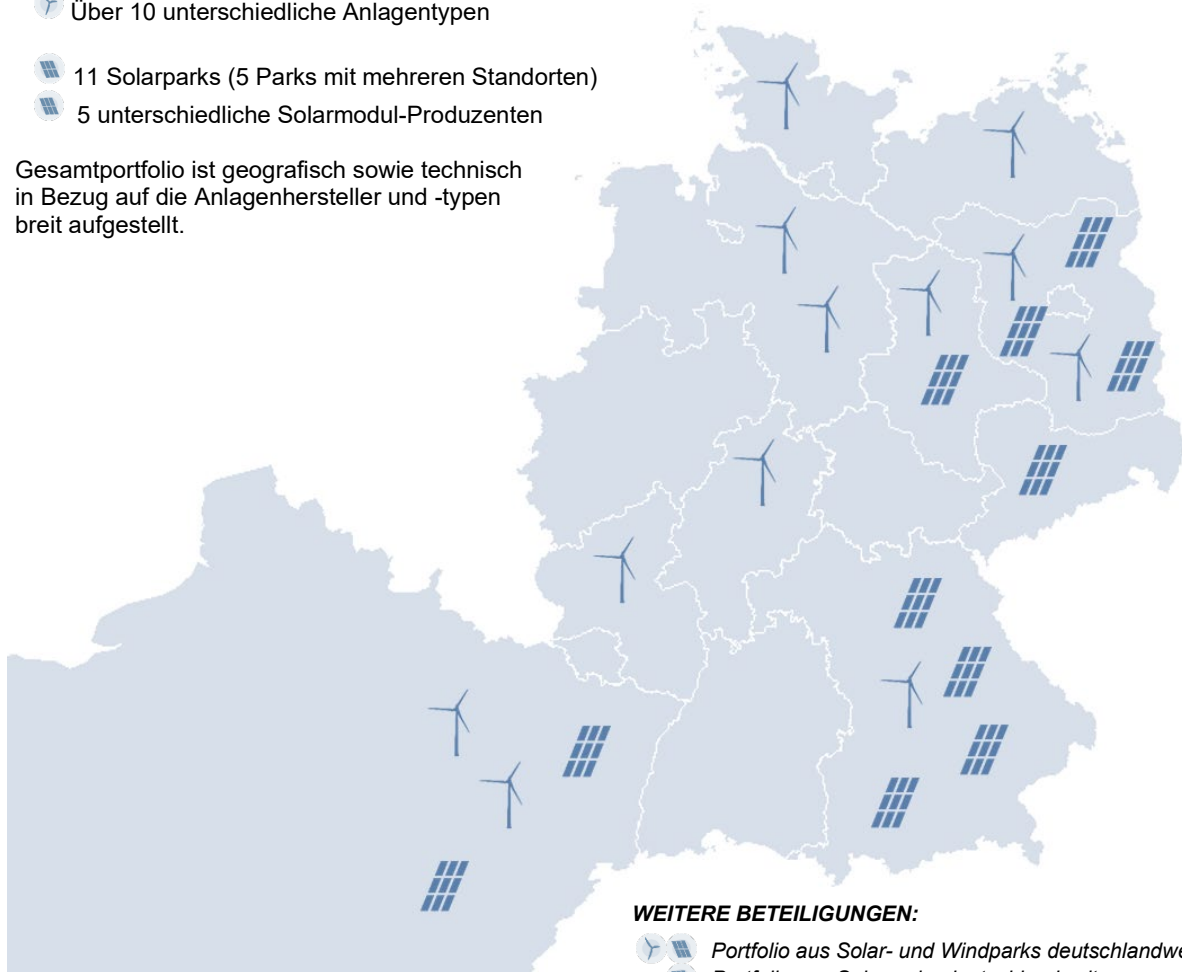 Über 10 unterschiedliche Anlagentypen
11 Solarparks (5 Parks mit mehreren Standorten)
5 unterschiedliche Solarmodul-Produzenten
Gesamtportfolio ist geografisch sowie technisch
in Bezug auf die Anlagenhersteller und -typen
breit aufgestellt.
WEITERE BETEILIGUNGEN:
Portfolio aus Solar- und Windparks